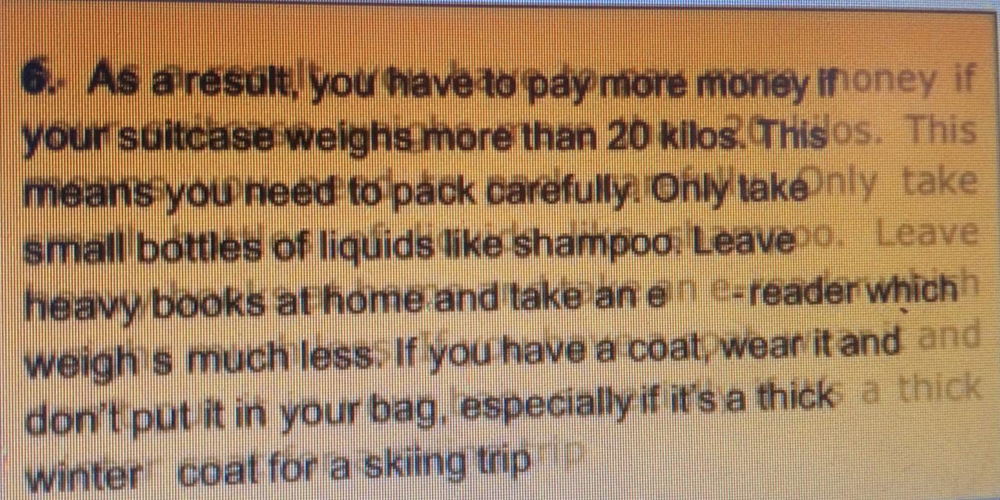 6. As a result, you have to pay more money if
your suitcase weighs more than 20 kilos. This
means you need to pack carefully. Only take
small bottles of liquids like shampoo. Leave
heavy books at home and take an e -reader which
weigh s much less. If you have a coat, wear it and
don't put it in your bag, especially if it's a thick
winter coat for a skiing trip